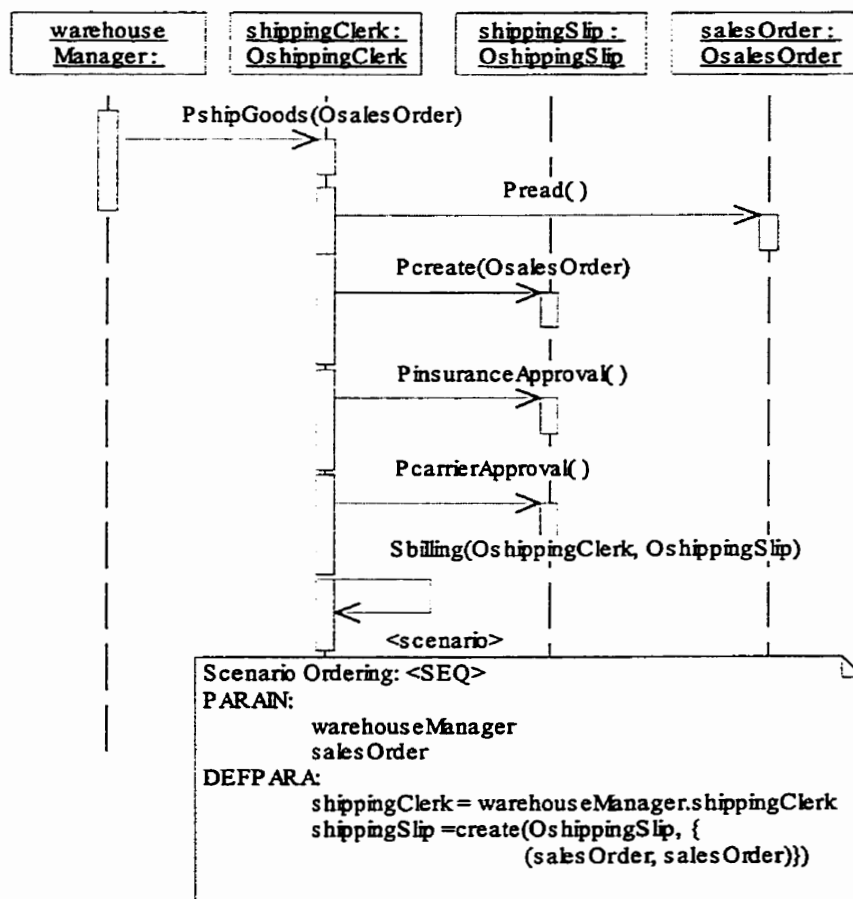 warehouse
Manager:
shippingClerk:
OshippingClerk
shippingSlip:
OshippingSlip
salesOrder:
OsalesOrder
PshipGoods(OsalesOrder)
Pread()
Pcreate(OsalesOrder)
PinsuranceApproval()
PcarrierApproval()
Sbilling(OshippingClerk, OshippingSlip)
<scenario>
Scenario Ordering: <SEQ>
PARAIN:
warehouseManager
salesOrder
DEFPARA:
shippingClerk = warehouseManager.shippingClerk
shippingSlip =create(OshippingSlip, {
(salesOrder, salesOrder)})